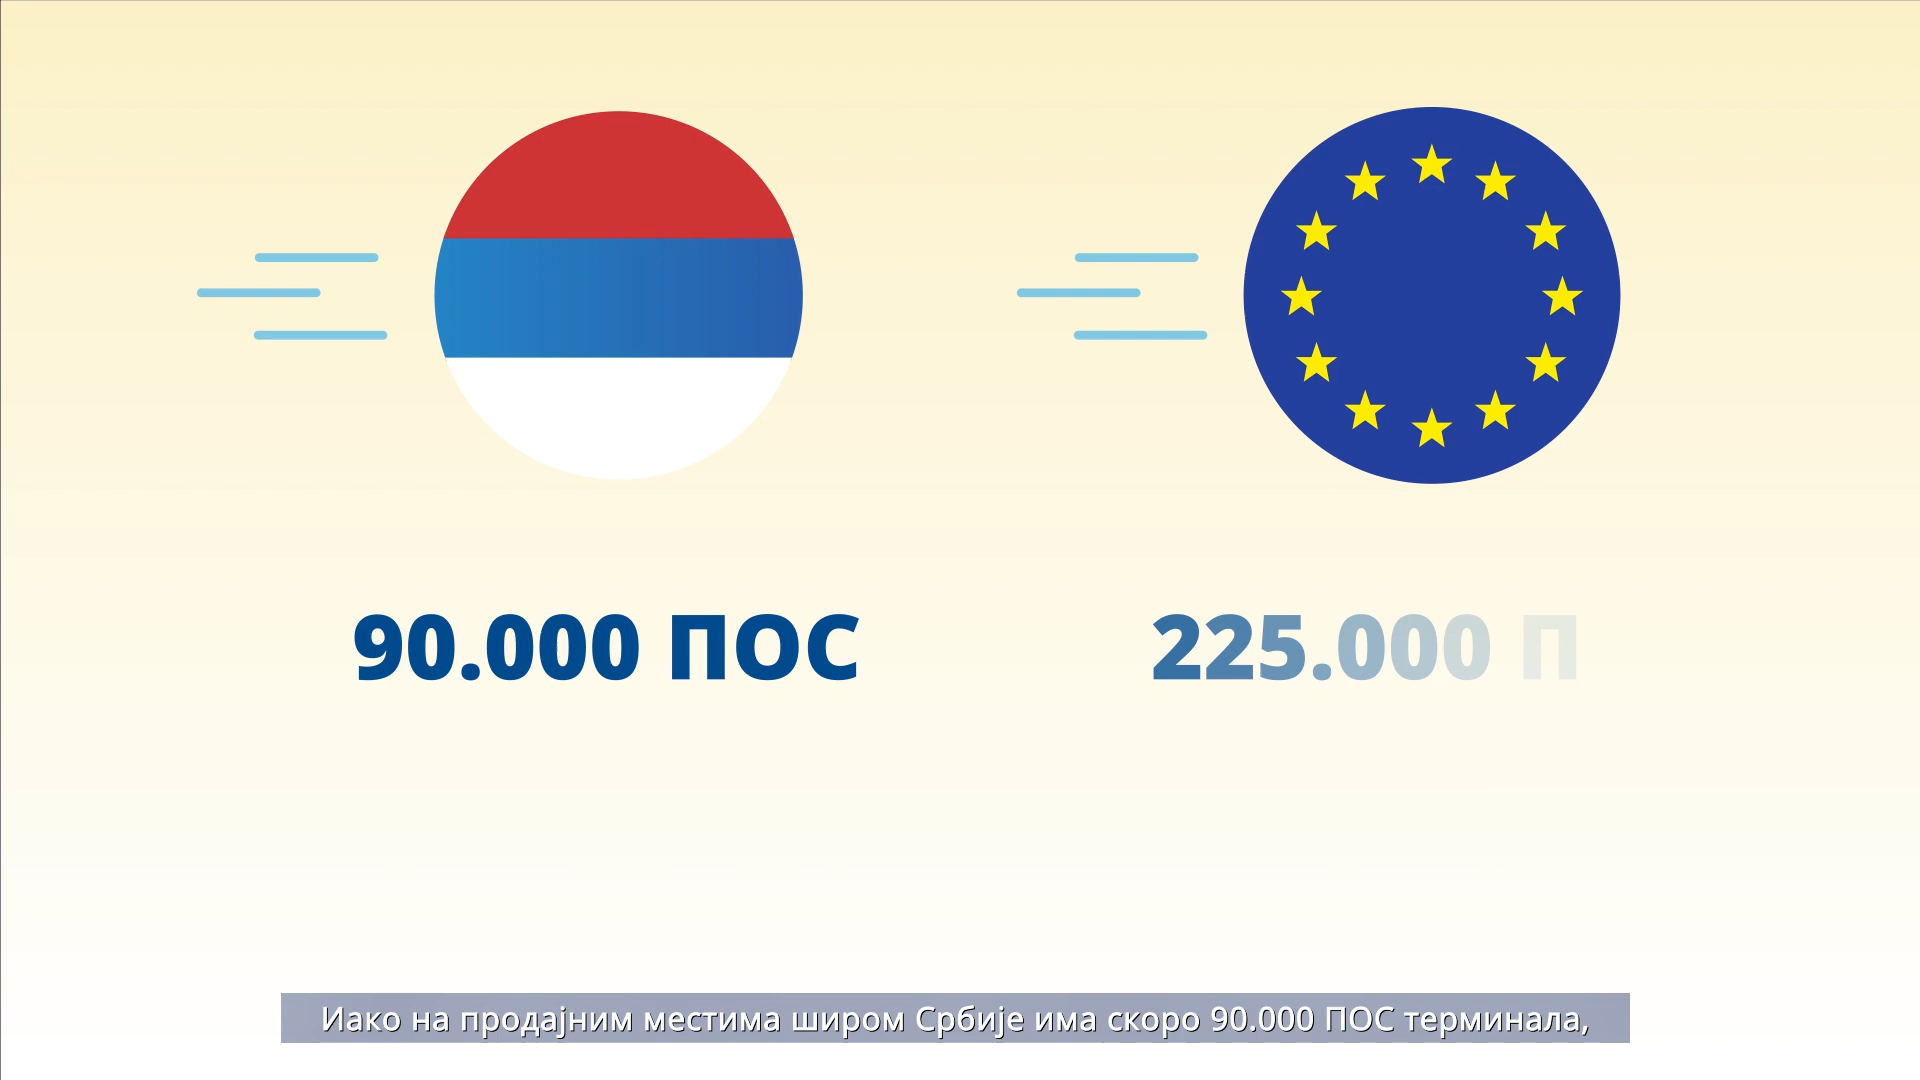 90.000 ПОС
225.000 П
Иако на продајним местима широм Србије има скоро 90.000 ПОС терминала,